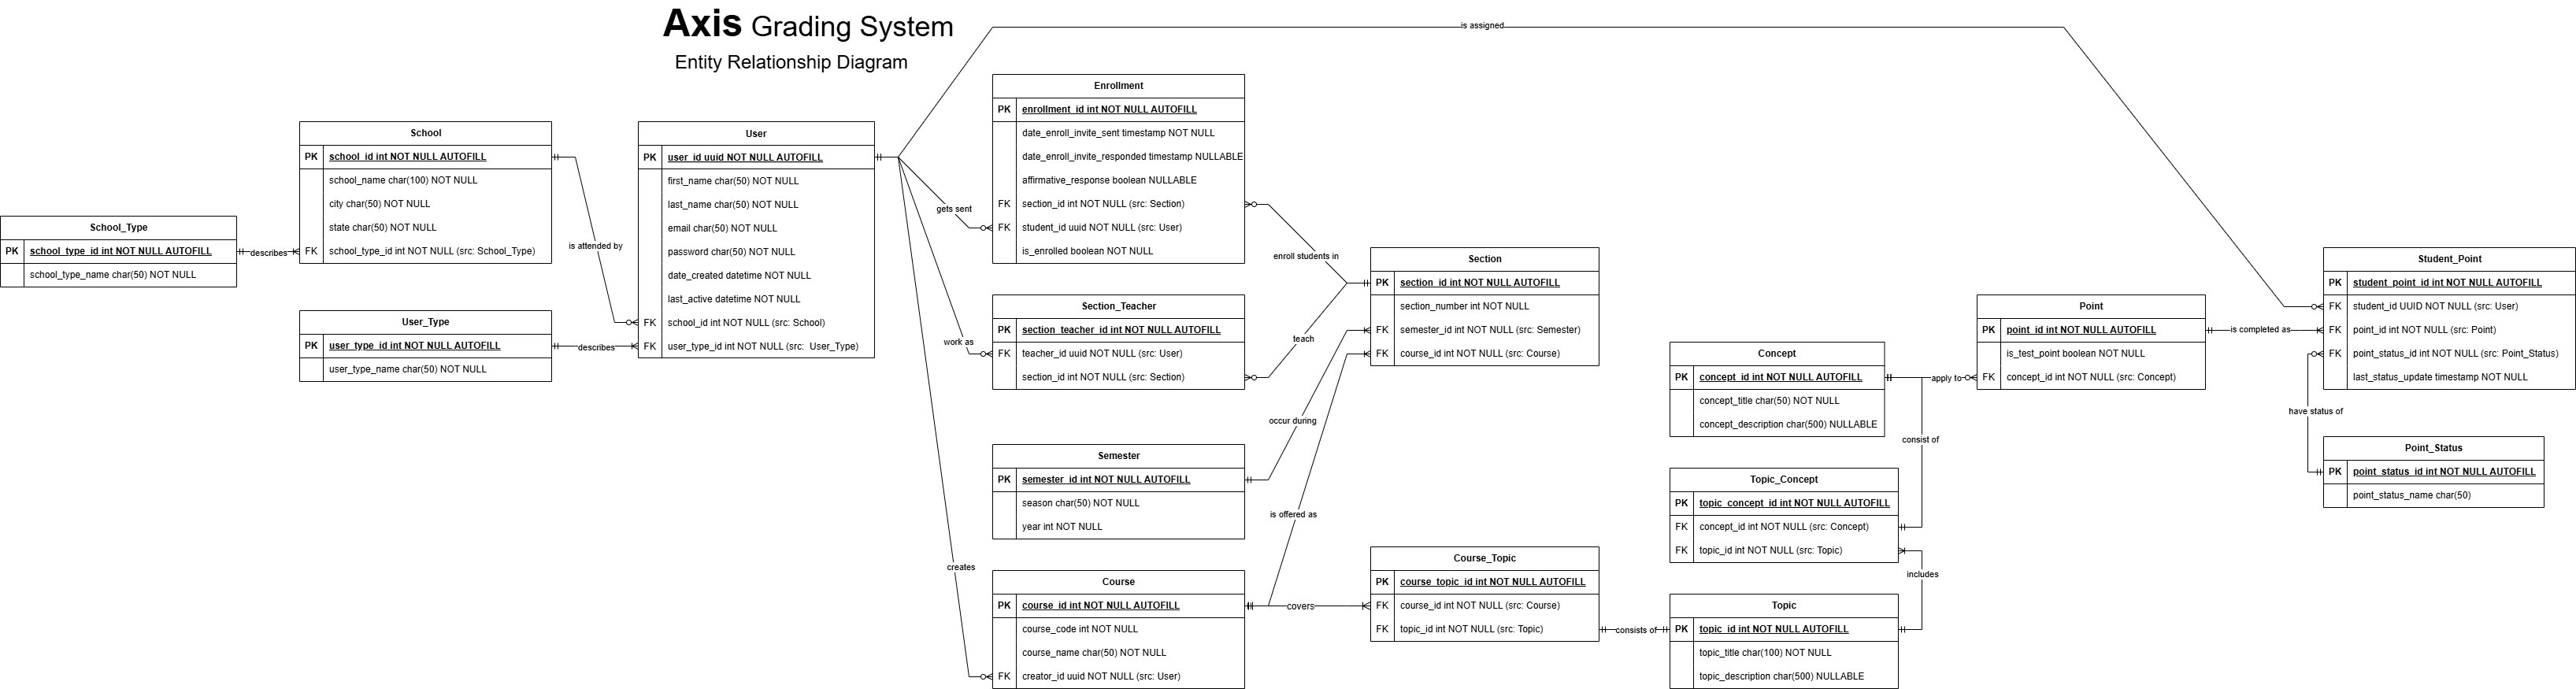 Axis Grading System
Entity Relationship Diagram
School_Type
PK school_type_id int NOT NULL AUTOFILL
school_type_name char(50) NOT NULL
describes
School
PK school_id int NOT NULL AUTOFILL
school_name char(100) NOT NULL
city char(50) NOT NULL
state char(50) NOT NULL
FK school_type_id int NOT NULL (src: School_Type)
is attended by
User_Type
PK user_type_id int NOT NULL AUTOFILL
user_type_name char(50) NOT NULL
describes
User
PK user_id uuid NOT NULL AUTOFILL
first_name char(50) NOT NULL
last_name char(50) NOT NULL
email char(50) NOT NULL
password char(50) NOT NULL
date_created datetime NOT NULL
last_active datetime NOT NULL
FK school_id int NOT NULL (src: School)
FK user_type_id int NOT NULL (src: User_Type)
is assigned
gets sent
work as
creates
Enrollment
PK enrollment_id int NOT NULL AUTOFILL
date_enroll_invite_sent timestamp NOT NULL
date_enroll_invite_responded timestamp NULLABLE
affirmative_response boolean NULLABLE
FK section_id int NOT NULL (src: Section)
FK student_id uuid NOT NULL (src: User)
is_enrolled boolean NOT NULL
Section_Teacher
PK section_teacher_id int NOT NULL AUTOFILL
FK teacher_id uuid NOT NULL (src: User)
FK section_id int NOT NULL (src: Section)
Semester
PK semester_id int NOT NULL AUTOFILL
season char(50) NOT NULL
year int NOT NULL
Course
PK course_id int NOT NULL AUTOFILL
course_code int NOT NULL
course_name char(50) NOT NULL
FK creator_id uuid NOT NULL (src: User)
enroll students in
teach
occur during
is offered as
covers
Section
PK section_id int NOT NULL AUTOFILL
section_number int NOT NULL
FK semester_id int NOT NULL (src: Semester)
FK course_id int NOT NULL (src: Course)
Course_Topic
PK course_topic_id int NOT NULL AUTOFILL
FK course_id int NOT NULL (src: Course)
FK topic_id int NOT NULL (src: Topic)
consists of
Concept
PK concept_id int NOT NULL AUTOFILL
concept_title char(50) NOT NULL
concept_description char(500) NULLABLE
Topic_Concept
PK topic_concept_id int NOT NULL AUTOFILL
FK concept_id int NOT NULL (src: Concept)
FK topic_id int NOT NULL (src: Topic)
Topic
PK topic_id int NOT NULL AUTOFILL
topic_title char(100) NOT NULL
topic_description char(500) NULLABLE
apply to
consist of
includes
Point
PK point_id int NOT NULL AUTOFILL
is_test_point boolean NOT NULL
FK concept_id int NOT NULL (src: Concept)
is completed as
Student_Point
PK student_point_id int NOT NULL AUTOFILL
FK student_id UUID NOT NULL (src: User)
FK point_id int NOT NULL (src: Point)
FK point_status_id int NOT NULL (src: Point_Status)
last_status_update timestamp NOT NULL
have status of
Point_Status
PK point_status_id int NOT NULL AUTOFILL
point_status_name char(50)